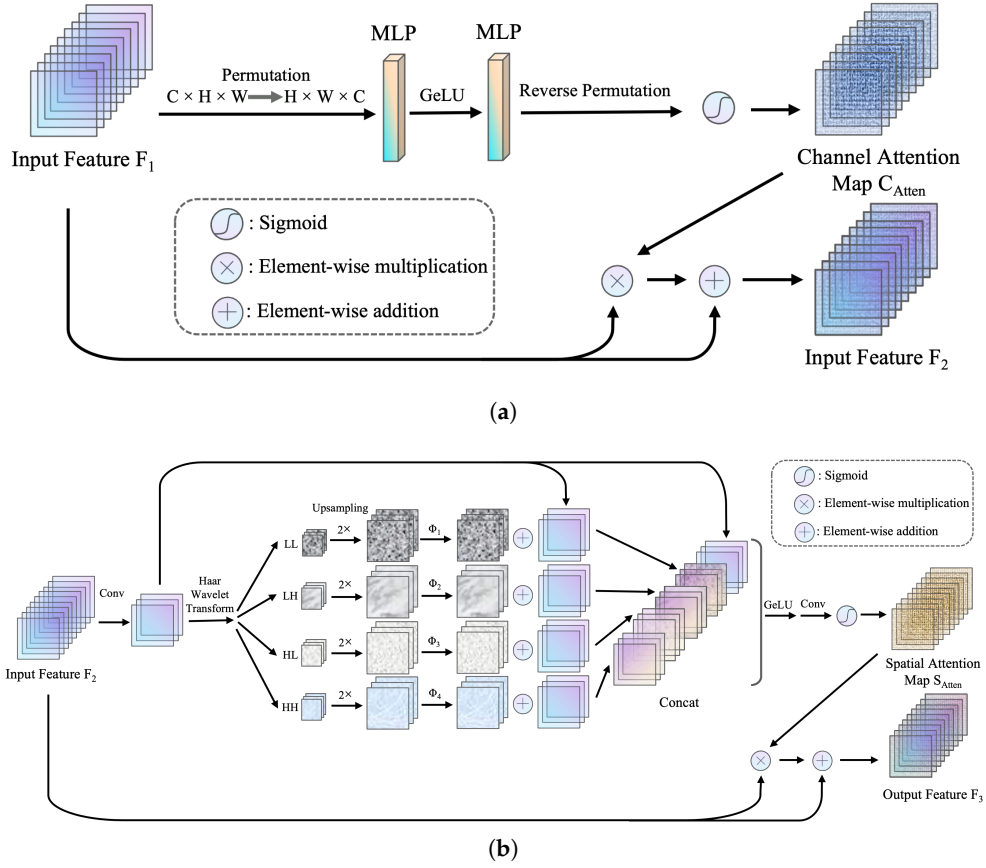 MLP
MLP
Permutation
C × H × W H × W × C
GeLU
Reverse Permutation
Input Feature F₁
Channel Attention
Map C_Atten
: Sigmoid
: Element-wise multiplication
: Element-wise addition
Input Feature F₂
(a)
: Sigmoid
: Element-wise multiplication
: Element-wise addition
Upsampling
LL 2× Φ₁
Conv
Haar
Wavelet
Transform
LH 2× Φ₂
HL 2× Φ₃
HH 2× Φ₄
Input Feature F₂
Concat
GeLU Conv
Spatial Attention
Map S_Atten
Output Feature F₃
(b)